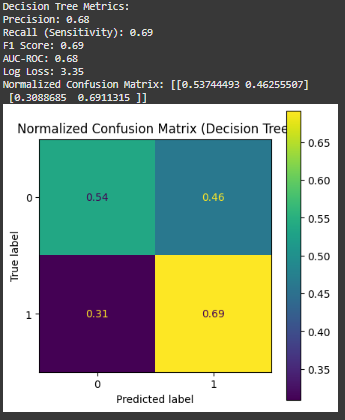 Decision Tree Metrics:
Precision: 0.68
Recall (Sensitivity): 0.69
F1 Score: 0.69
AUC-ROC: 0.68
Log Loss: 3.35
Normalized Confusion Matrix: [[0.53744493 0.46255507]
[0.3088685 0.6911315 ]]
Normalized Confusion Matrix (Decision Tree
0
0.54
0.46
1
0.31
0.69
0
1
True label
Predicted label
0.65
0.60
0.55
0.50
0.45
0.40
0.35